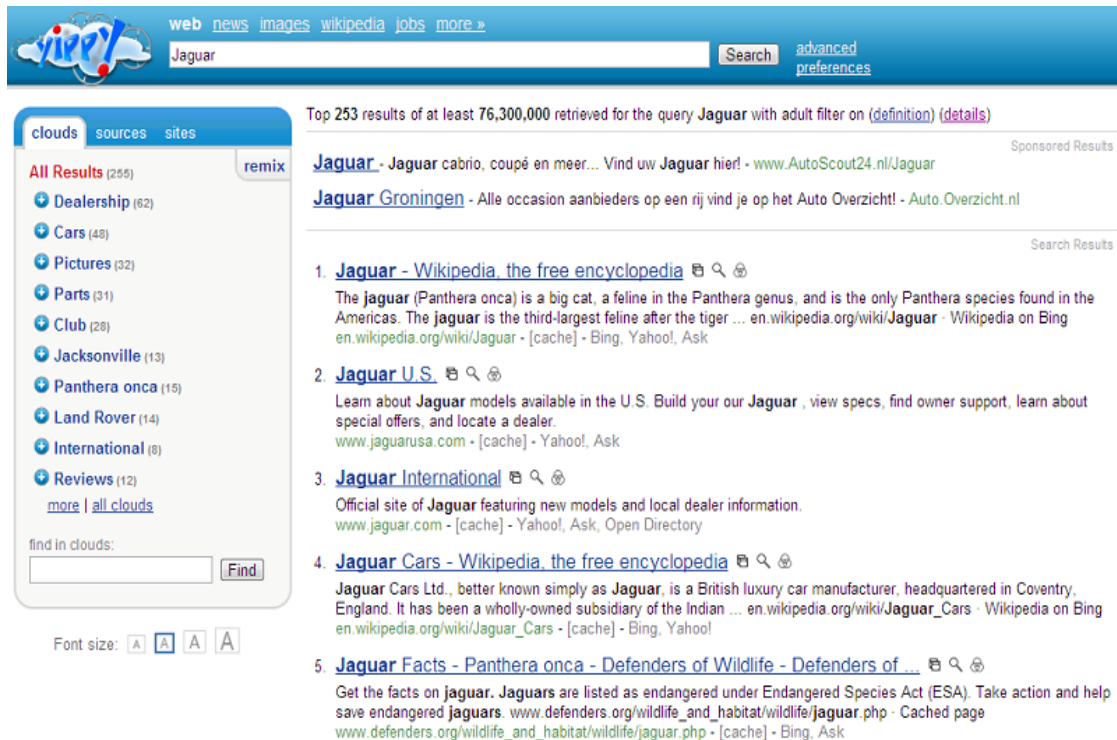 yippy!
web news images wikipedia jobs more »
Jaguar
Search
advanced
preferences
clouds sources sites
All Results (255)
remix
Dealership (62)
Cars (48)
Pictures (32)
Parts (31)
Club (28)
Jacksonville (13)
Panthera onca (15)
Land Rover (14)
International (8)
Reviews (12)
more | all clouds
find in clouds:
Find
Font size: A A A A
Top 253 results of at least 76,300,000 retrieved for the query Jaguar with adult filter on (definition) (details)
Sponsored Results
Jaguar - Jaguar cabrio, coupé en meer... Vind uw Jaguar hier! - www.AutoScout24.nl/Jaguar
Jaguar Groningen - Alle occasion aanbieders op een rij vind je op het Auto Overzicht! - Auto.Overzicht.nl
Search Results
1. Jaguar - Wikipedia, the free encyclopedia
The jaguar (Panthera onca) is a big cat, a feline in the Panthera genus, and is the only Panthera species found in the
Americas. The jaguar is the third-largest feline after the tiger ... en.wikipedia.org/wiki/Jaguar · Wikipedia on Bing
en.wikipedia.org/wiki/Jaguar - [cache] - Bing, Yahoo!, Ask
2. Jaguar U.S.
Learn about Jaguar models available in the U.S. Build your our Jaguar , view specs, find owner support, learn about
special offers, and locate a dealer.
www.jaguarusa.com - [cache] - Yahoo!, Ask
3. Jaguar International
Official site of Jaguar featuring new models and local dealer information.
www.jaguar.com - [cache] - Yahoo!, Ask, Open Directory
4. Jaguar Cars - Wikipedia, the free encyclopedia
Jaguar Cars Ltd., better known simply as Jaguar, is a British luxury car manufacturer, headquartered in Coventry,
England. It has been a wholly-owned subsidiary of the Indian ... en.wikipedia.org/wiki/Jaguar_Cars · Wikipedia on Bing
en.wikipedia.org/wiki/Jaguar_Cars - [cache] - Bing, Yahoo!
5. Jaguar Facts - Panthera onca - Defenders of Wildlife - Defenders of ...
Get the facts on jaguar. Jaguars are listed as endangered under Endangered Species Act (ESA). Take action and help
save endangered jaguars. www.defenders.org/wildlife_and_habitat/wildlife/jaguar.php · Cached page
www.defenders.org/wildlife_and_habitat/wildlife/jaguar.php - [cache] - Bing, Ask